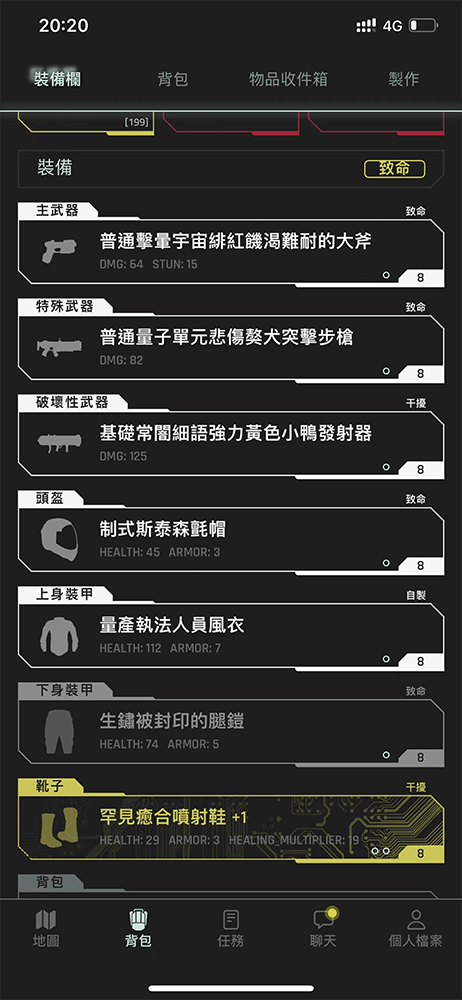 20:20
4G
裝備欄 背包 物品收件箱 製作
[199]
裝備 致命
主武器 致命
普通擊暈宇宙緋紅饑渴難耐的大斧
DMG: 64 STUN: 15
8
特殊武器 致命
普通量子單元悲傷獒犬突擊步槍
DMG: 82
8
破壞性武器 干擾
基礎常闇細語強力黃色小鴨發射器
DMG: 125
8
頭盔 致命
制式斯泰森氈帽
HEALTH: 45 ARMOR: 3
8
上身裝甲 自製
量產執法人員風衣
HEALTH: 112 ARMOR: 7
8
下身裝甲 致命
生鏽被封印的腿鎧
HEALTH: 74 ARMOR: 5
8
靴子 干擾
罕見癒合噴射鞋 +1
HEALTH: 29 ARMOR: 3 HEALING_MULTIPLIER: 19
8
背包
地圖 背包 任務 聊天 個人檔案